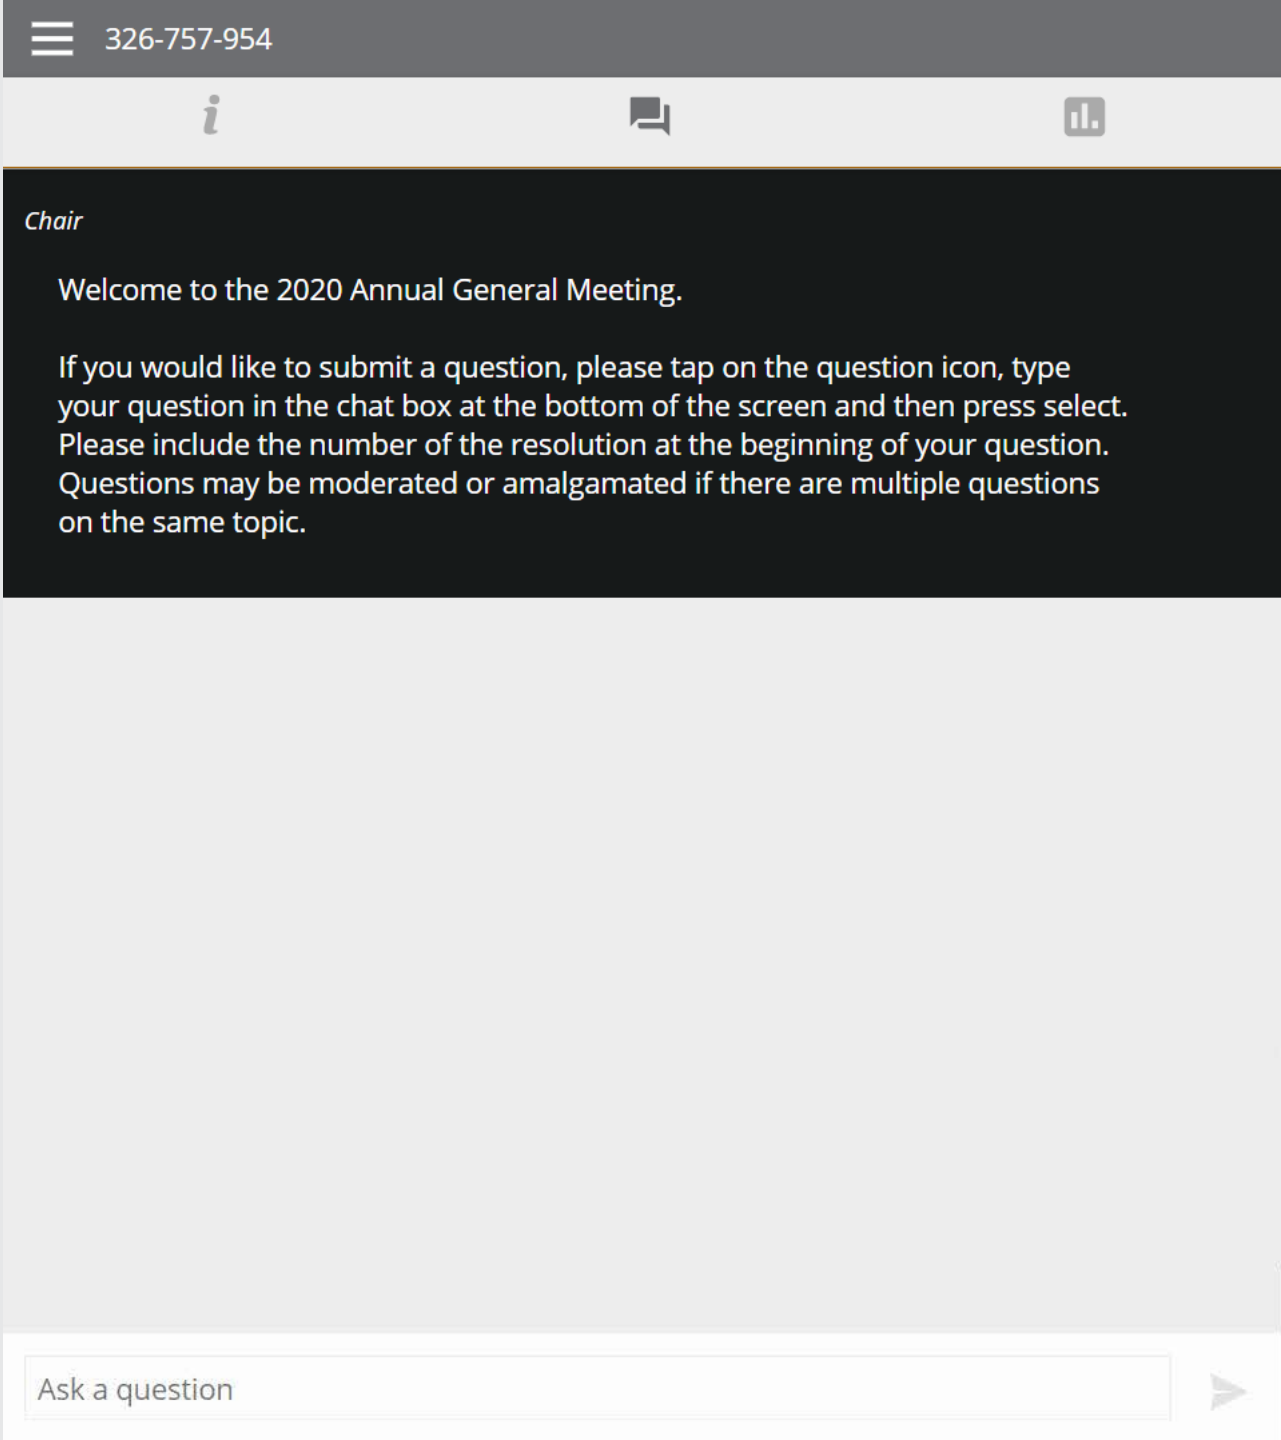 326-757-954
Chair
Welcome to the 2020 Annual General Meeting.
If you would like to submit a question, please tap on the question icon, type
your question in the chat box at the bottom of the screen and then press select.
Please include the number of the resolution at the beginning of your question.
Questions may be moderated or amalgamated if there are multiple questions
on the same topic.
Ask a question